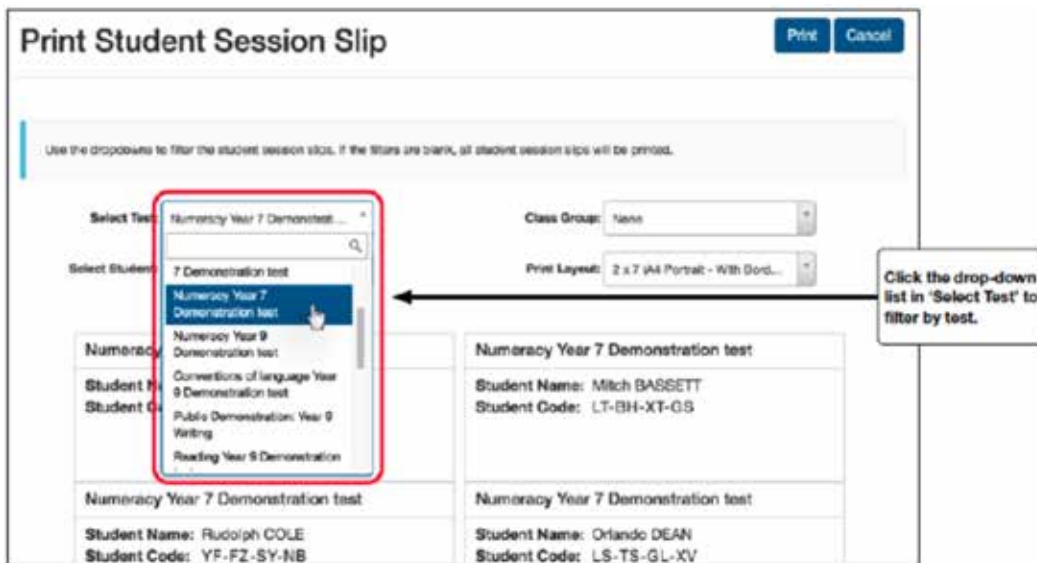 Print Student Session Slip
Print
Cancel
Use the dropdowns to filter the student session slips. If the filters are blank, all student session slips will be printed.
Select Test:
Numeracy Year 7 Demonstrat...
Class Group:
None
Select Student:
Print Layout:
2 x 7 (A4 Portrait - With Bord...
7 Demonstration test
Numeracy Year 7
Demonstration test
Numeracy Year 9
Demonstration test
Conventions of language Year
9 Demonstration test
Public Demonstration: Year 9
Writing
Reading Year 9 Demonstration
Click the drop-down
list in 'Select Test' to
filter by test.
Numeracy
Student
Student
Numeracy Year 7 Demonstration test
Student Name: Mitch BASSETT
Student Code: LT-BH-XT-GS
Numeracy Year 7 Demonstration test
Student Name: Rudolph COLE
Student Code: YF-FZ-SY-NB
Numeracy Year 7 Demonstration test
Student Name: Orlando DEAN
Student Code: LS-TS-GL-XV